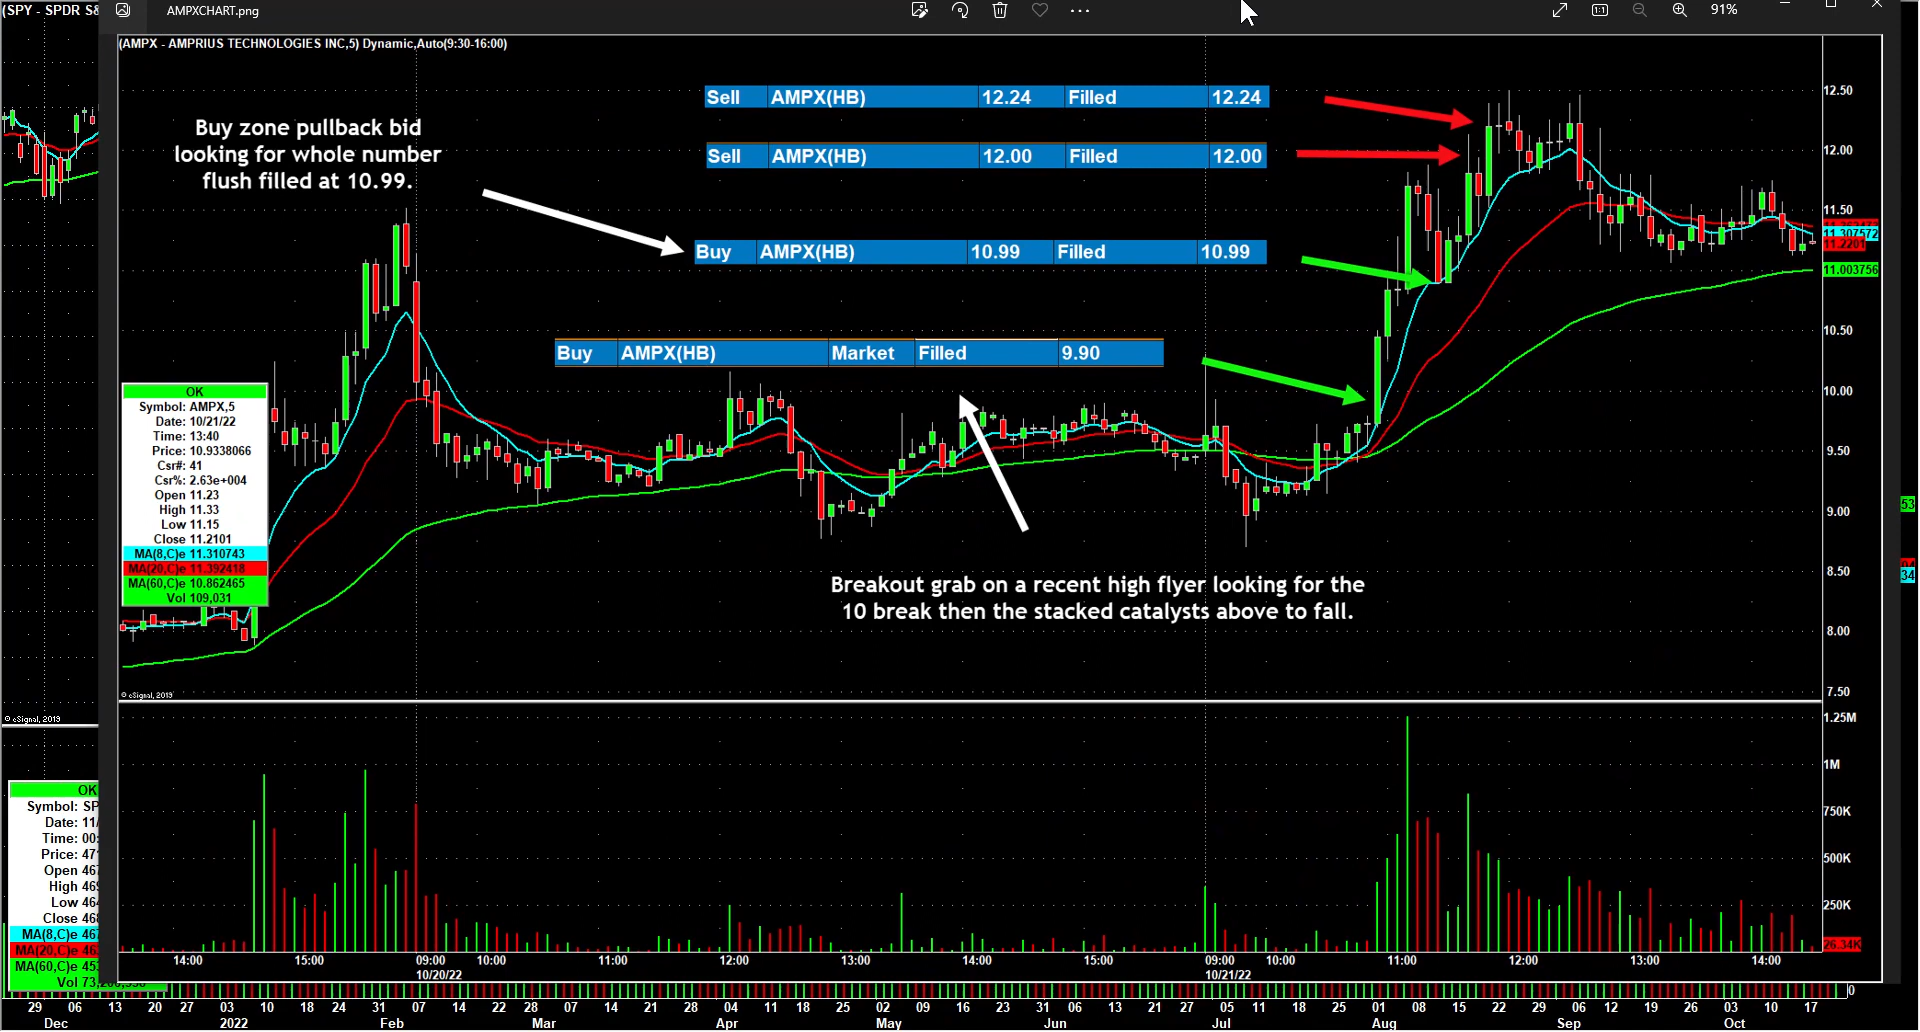 (SPY - SPDR S&
AMPXCHART.png
91%
(AMPX - AMPRIUS TECHNOLOGIES INC,5) Dynamic,Auto(9:30-16:00)
Buy zone pullback bid
looking for whole number
flush filled at 10.99.
Sell AMPX(HB) 12.24 Filled 12.24
Sell AMPX(HB) 12.00 Filled 12.00
Buy AMPX(HB) 10.99 Filled 10.99
Buy AMPX(HB) Market Filled 9.90
Breakout grab on a recent high flyer looking for the
10 break then the stacked catalysts above to fall.
12.50
12.00
11.50
11.307572
11.2201
11.003756
10.50
10.00
9.50
9.00
8.50
8.00
7.50
OK
Symbol: AMPX,5
Date: 10/21/22
Time: 13:40
Price: 10.9338066
Csr#: 41
Csr%: 2.63e+004
Open 11.23
High 11.33
Low 11.15
Close 11.2101
MA(8,C)e 11.310743
MA(20,C)e 11.392418
MA(60,C)e 10.862465
Vol 109,031
© eSignal, 2019
© eSignal, 2019
1.25M
1M
750K
500K
250K
26.34K
OK
Symbol: SP
Date: 11/
Time: 00:
Price: 47
Open 46
High 46
Low 46
Close 46
MA(8,C)e 46
MA(20,C)e 46
MA(60,C)e 45
Vol 73,
14:00 15:00 09:00 10:00 11:00 12:00 13:00 14:00 15:00 09:00 10:00 11:00 12:00 13:00 14:00
10/20/22 10/21/22
29 06 13 20 27 03 10 18 24 31 07 14 22 28 07 14 21 28 04 11 18 25 02 09 16 23 31 06 13 21 27 05 11 18 25 01 08 15 22 29 06 12 19 26 03 10 17
Dec 2022 Feb Mar Apr May Jun Jul Aug Sep Oct